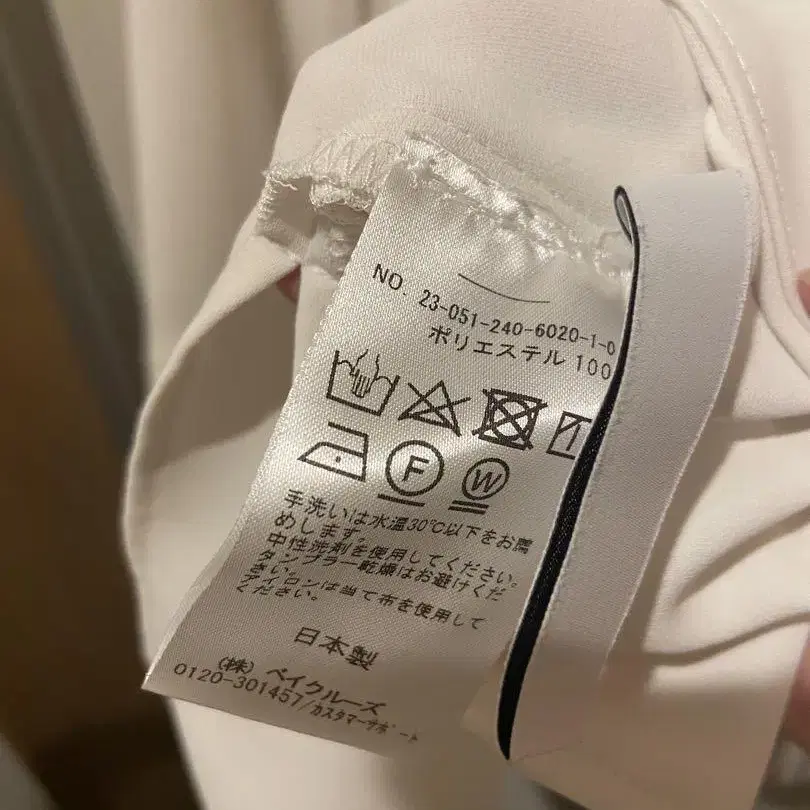 NO. 23-051-240-6020-1-0
ポリエステル 100
F
W
手洗いは水温30℃以下をお薦
めします。
中性洗剤を使用してください。
タンブラー乾燥はお避けくだ
さい。
アイロンは当て布を使用して
ください。
日本製
(株) ベイクルーズ
0120-301457/カスタマーサポート